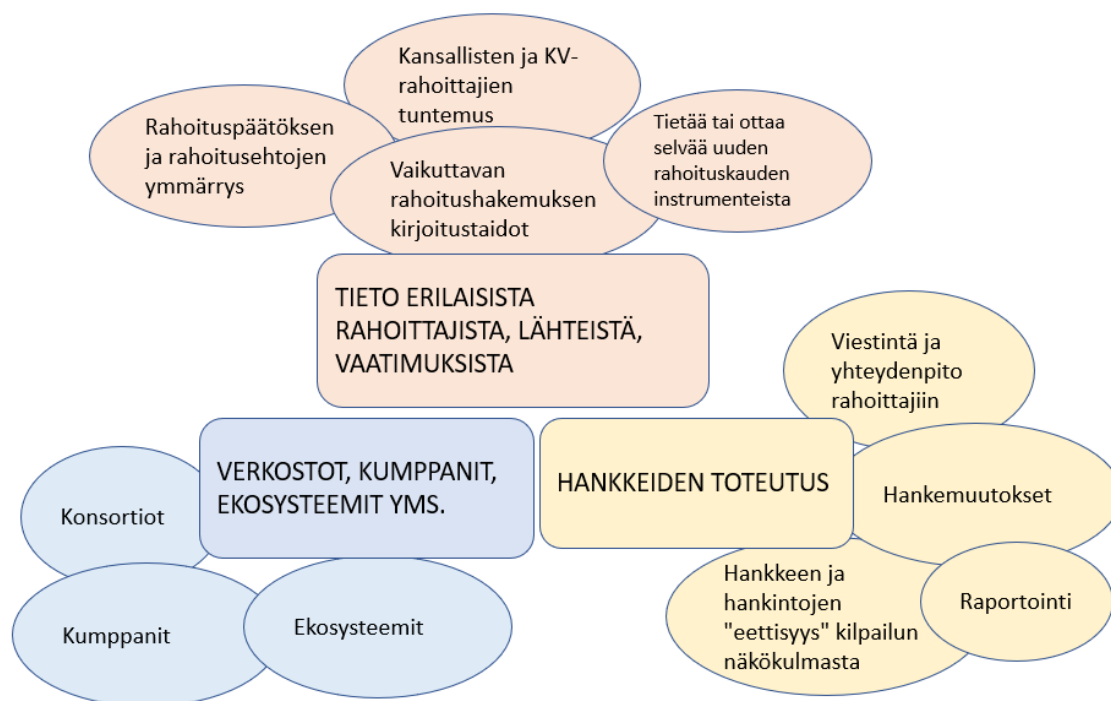 Kansallisten ja KV-
rahoittajien
tuntemus
Rahoituspäätöksen
ja rahoitusehtojen
ymmärrys
Tietää tai ottaa
selvää uuden
rahoituskauden
instrumenteista
Vaikuttavan
rahoitushakemuksen
kirjoitustaidot
TIETO ERILAISISTA
RAHOITTAJISTA, LÄHTEISTÄ,
VAATIMUKSISTA
Viestintä ja
yhteydenpito
rahoittajiin
VERKOSTOT, KUMPPANIT,
EKOSYSTEEMIT YMS.
HANKKEIDEN TOTEUTUS
Hankemuutokset
Konsortiot
Kumppanit
Ekosysteemit
Hankkeen ja
hankintojen
"eettisyys" kilpailun
näkökulmasta
Raportointi